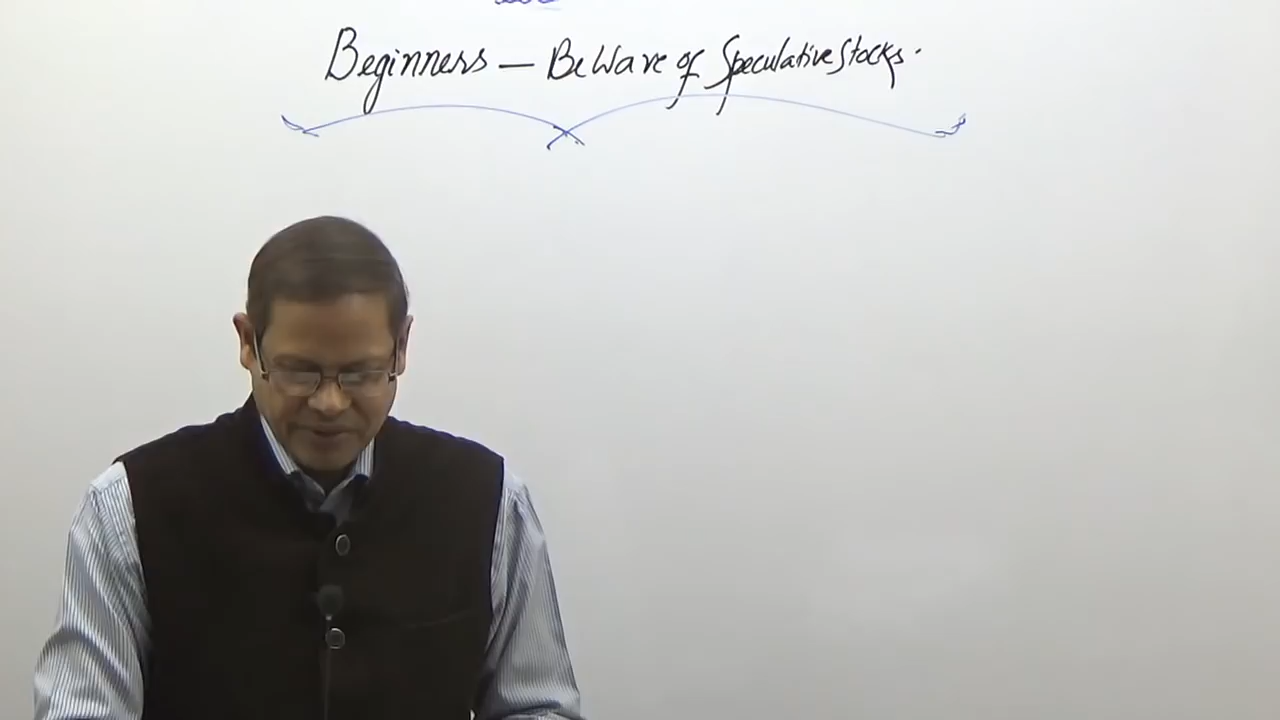 Beginners — BeWare of Speculative Stocks.